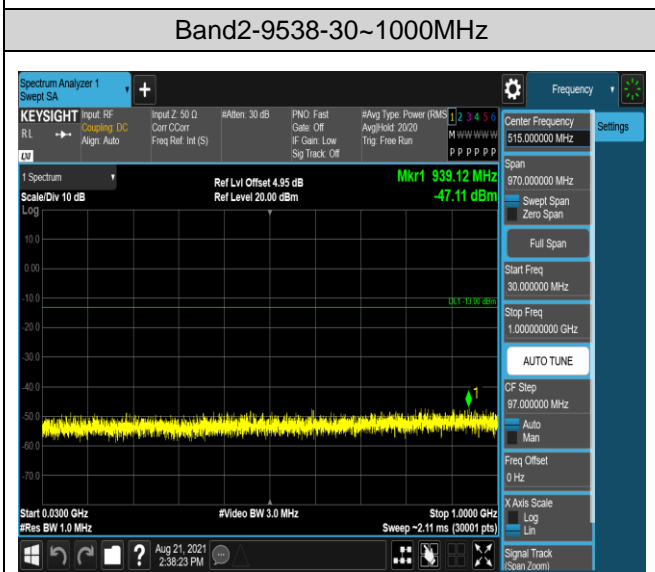 Band2-9538-30~1000MHz
Spectrum Analyzer 1
Swept SA
Frequency
KEYSIGHT
RL
LXI
Input: RF
Coupling: DC
Align: Auto
Input Z: 50 Ω
Corr CCorr
Freq Ref: Int (S)
#Atten: 30 dB
PNO: Fast
Gate: Off
IF Gain: Low
Sig Track: Off
#Avg Type: Power (RMS
Avg|Hold: 20/20
Trig: Free Run
1 2 3 4 5 6
M W W W W W
P P P P P P
1 Spectrum
Scale/Div 10 dB
Ref Lvl Offset 4.95 dB
Ref Level 20.00 dBm
Mkr1 939.12 MHz
-47.11 dBm
Log
10.0
0.00
-10.0
DL1 -13.00 dBm
-20.0
-30.0
-40.0
1
-50.0
-60.0
-70.0
Start 0.0300 GHz
#Res BW 1.0 MHz
#Video BW 3.0 MHz
Stop 1.0000 GHz
Sweep ~2.11 ms (30001 pts)
Aug 21, 2021
2:38:23 PM
Center Frequency
515.000000 MHz
Settings
Span
970.000000 MHz
Swept Span
Zero Span
Full Span
Start Freq
30.000000 MHz
Stop Freq
1.000000000 GHz
AUTO TUNE
CF Step
97.000000 MHz
Auto
Man
Freq Offset
0 Hz
X Axis Scale
Log
Lin
Signal Track
(Span Zoom)